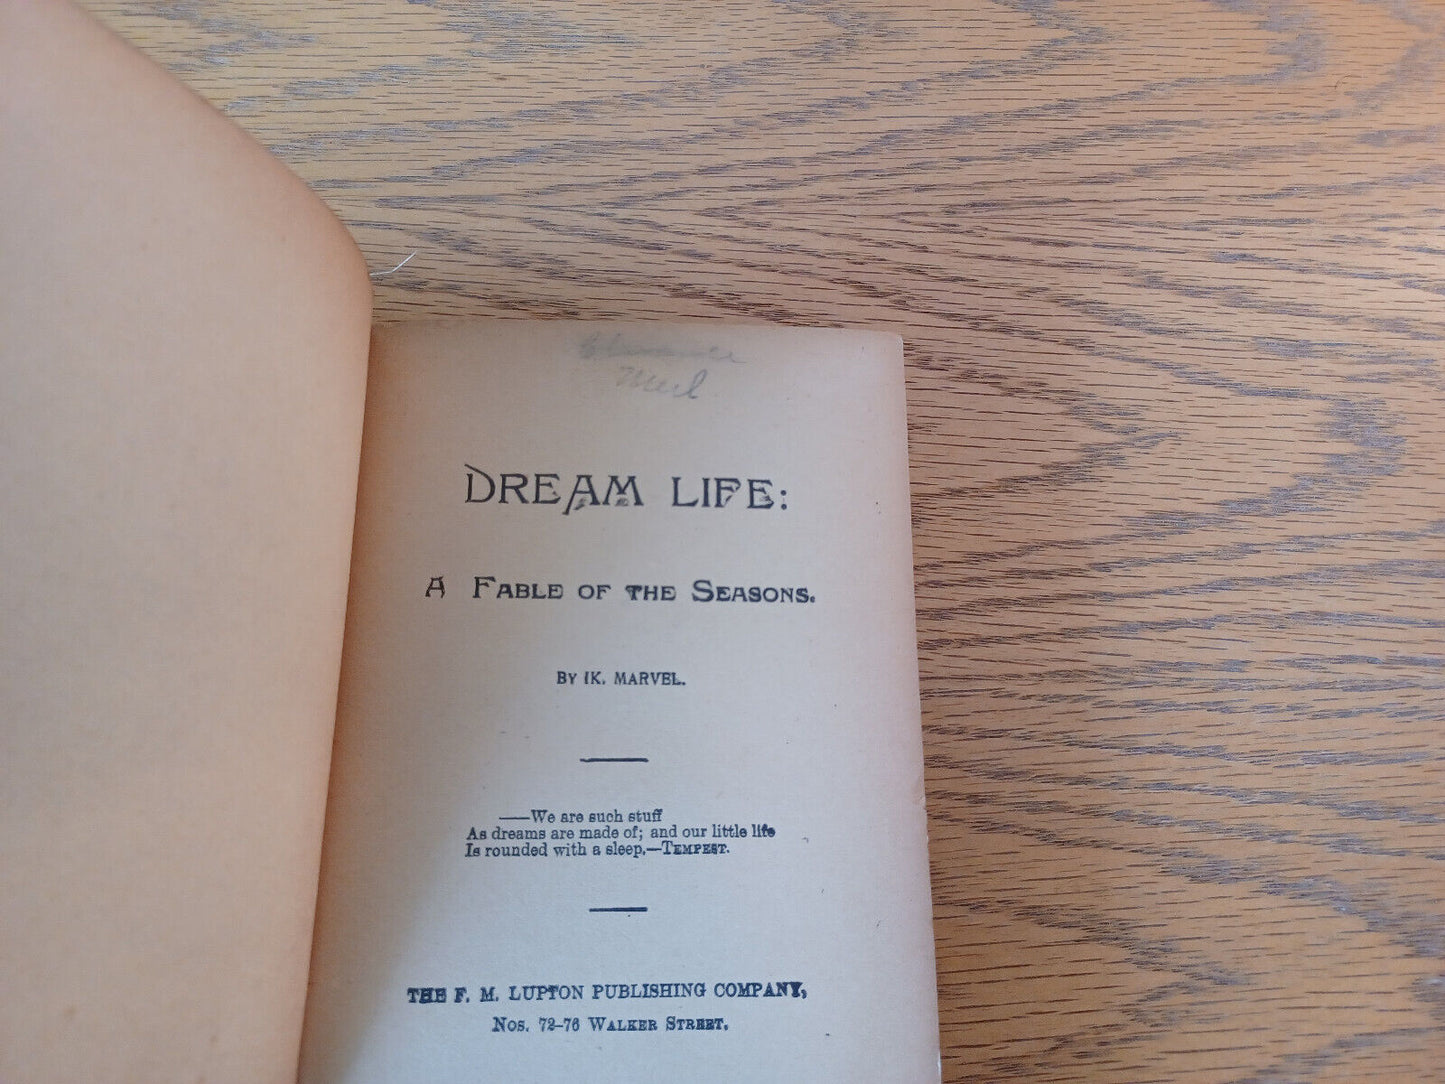 DREAM LIFE:
A FABLE OF THE SEASONS.
BY IK. MARVEL.
——We are such stuff
As dreams are made of; and our little life
Is rounded with a sleep.—TEMPEST.
THE F. M. LUPTON PUBLISHING COMPANY,
Nos. 72–76 WALKER STREET.